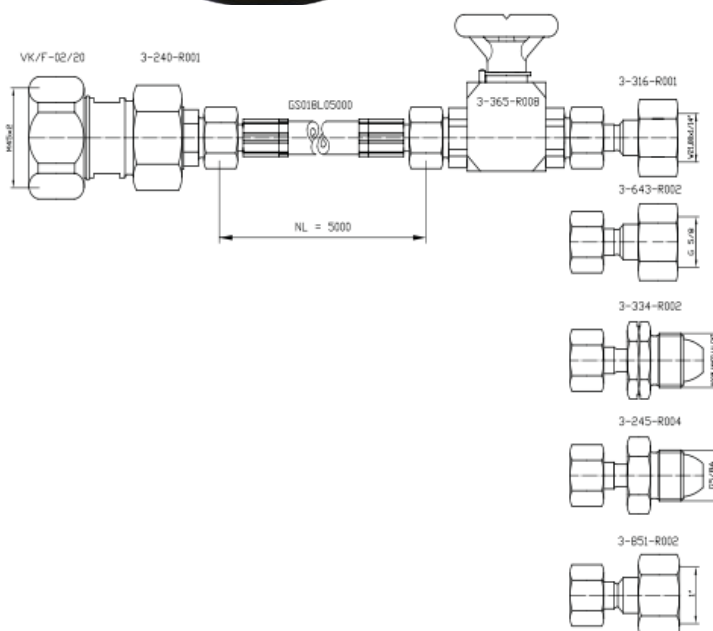 VK/F-02/20
3-240-R001
GS01BL05000
3-365-R008
3-316-R001
M45x2
W21,80x1/14"
NL = 5000
3-643-R002
G 5/8
3-334-R002
3-245-R004
3-851-R002
1"